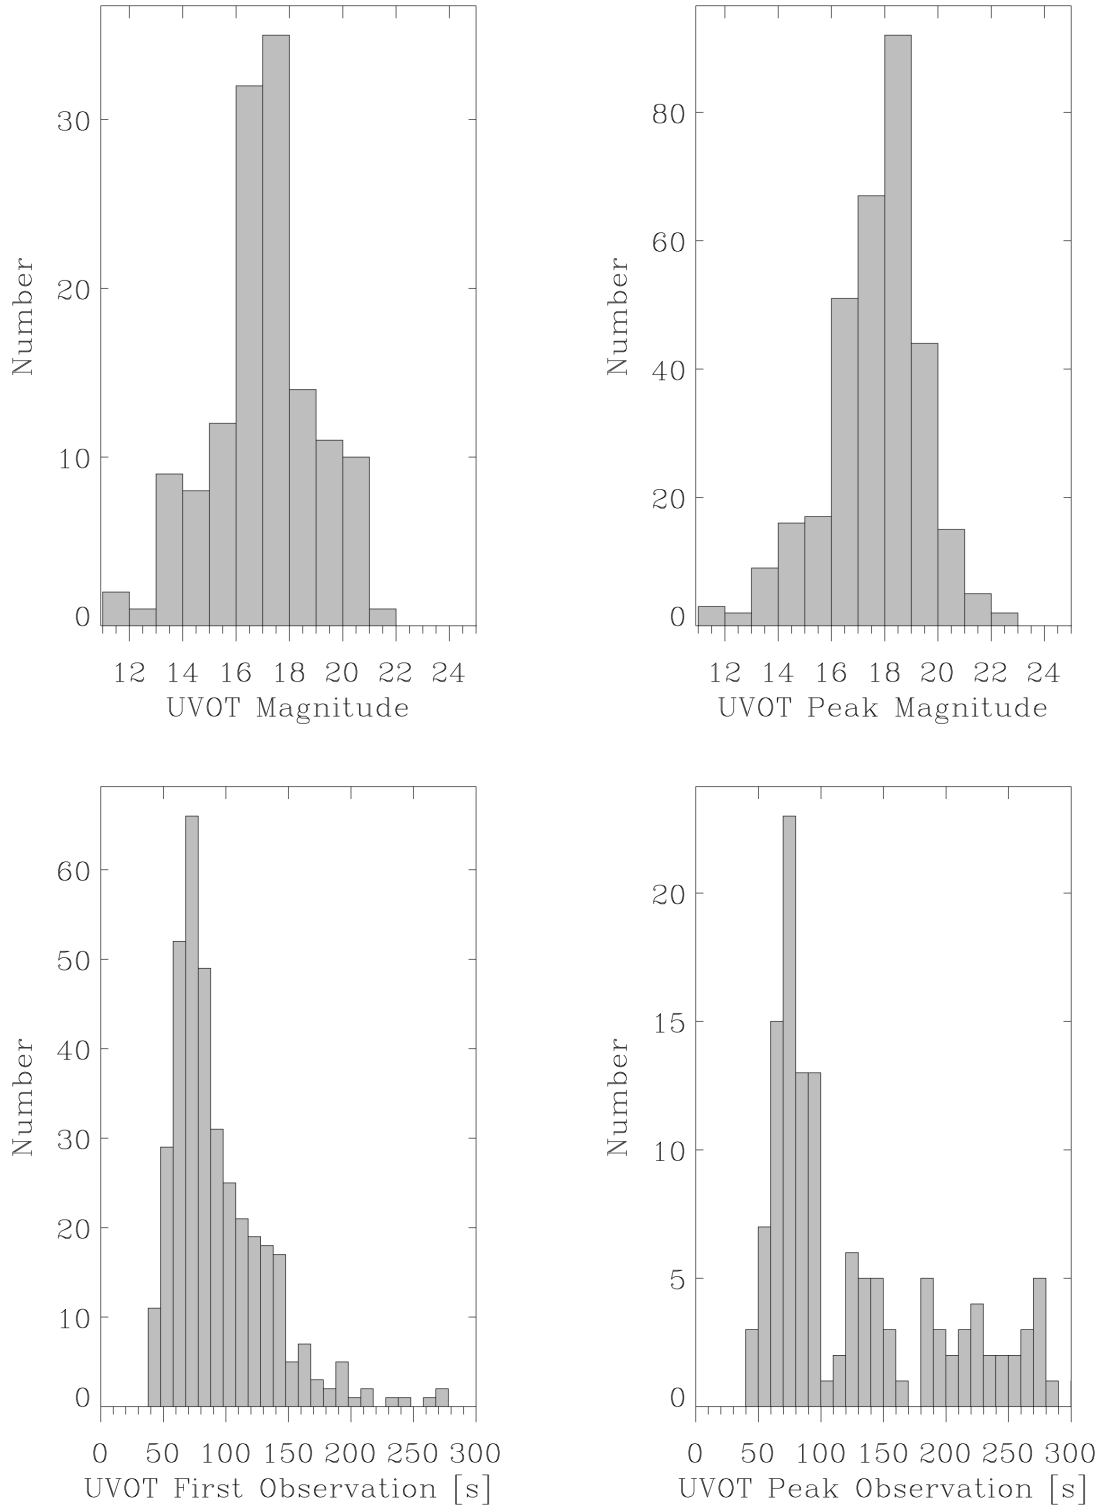 Number
30
20
10
0
12 14 16 18 20 22 24
UVOT Magnitude
Number
80
60
40
20
0
12 14 16 18 20 22 24
UVOT Peak Magnitude
Number
60
50
40
30
20
10
0
0 50 100 150 200 250 300
UVOT First Observation [s]
Number
20
15
10
5
0
0 50 100 150 200 250 300
UVOT Peak Observation [s]